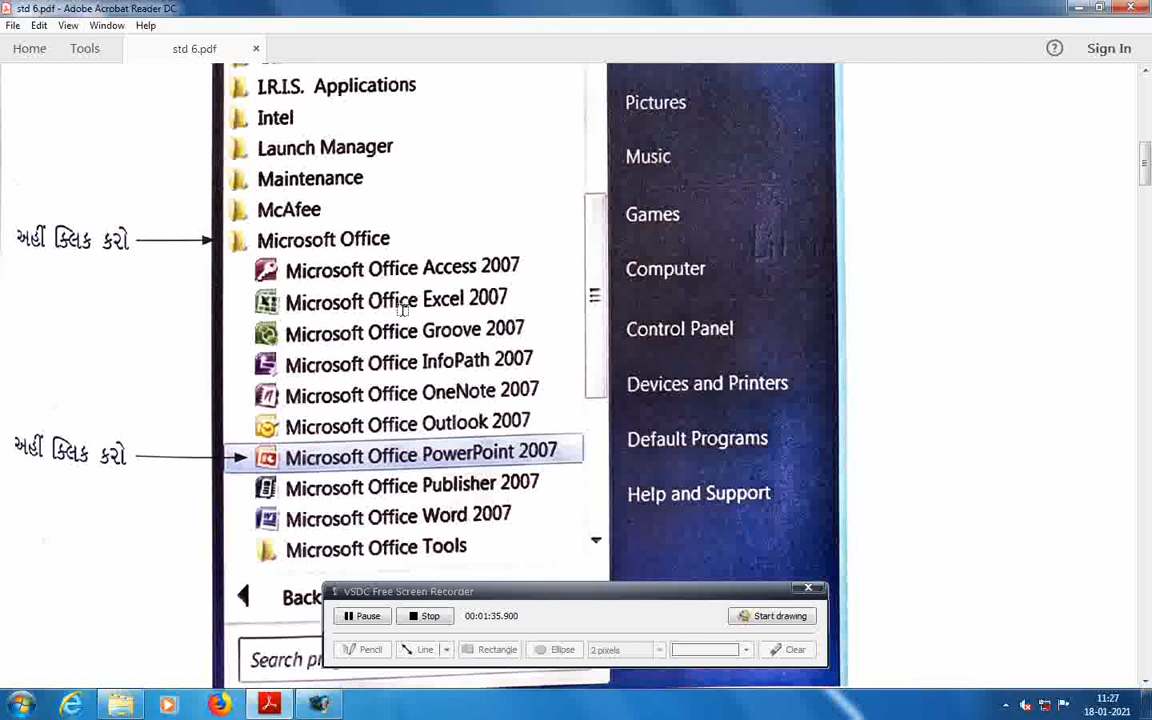 std 6.pdf - Adobe Acrobat Reader DC
File Edit View Window Help
Home Tools std 6.pdf × Sign In
I.R.I.S. Applications
Intel
Launch Manager
Maintenance
McAfee
અહીં ક્લિક કરો
Microsoft Office
Microsoft Office Access 2007
Microsoft Office Excel 2007
Microsoft Office Groove 2007
Microsoft Office InfoPath 2007
Microsoft Office OneNote 2007
Microsoft Office Outlook 2007
અહીં ક્લિક કરો
Microsoft Office PowerPoint 2007
Microsoft Office Publisher 2007
Microsoft Office Word 2007
Microsoft Office Tools
Back
Pictures
Music
Games
Computer
Control Panel
Devices and Printers
Default Programs
Help and Support
VSDC Free Screen Recorder
Pause Stop 00:01:35.900 Start drawing
Pencil Line Rectangle Ellipse 2 pixels Clear
Search
11:27
18-01-2021